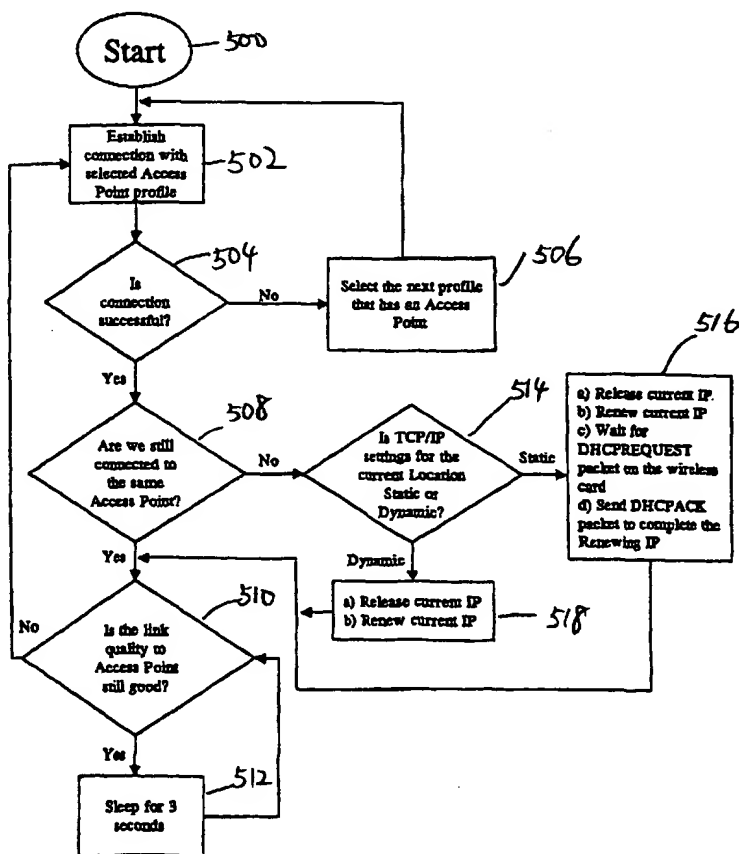 Start
500
Establish
connection with
selected Access
Point profile
502
504
Is
connection
successful?
No
Select the next profile
that has an Access
Point
506
Yes
508
Are we still
connected to
the same
Access Point?
No
514
Is TCP/IP
settings for the
current Location
Static or
Dynamic?
Static
516
a) Release current IP.
b) Renew current IP
c) Wait for
DHCPREQUEST
packet on the wireless
card
d) Send DHCPACK
packet to complete the
Renewing IP
Yes
Dynamic
a) Release current IP
b) Renew current IP
518
510
No
Is the link
quality to
Access Point
still good?
Yes
512
Sleep for 3
seconds